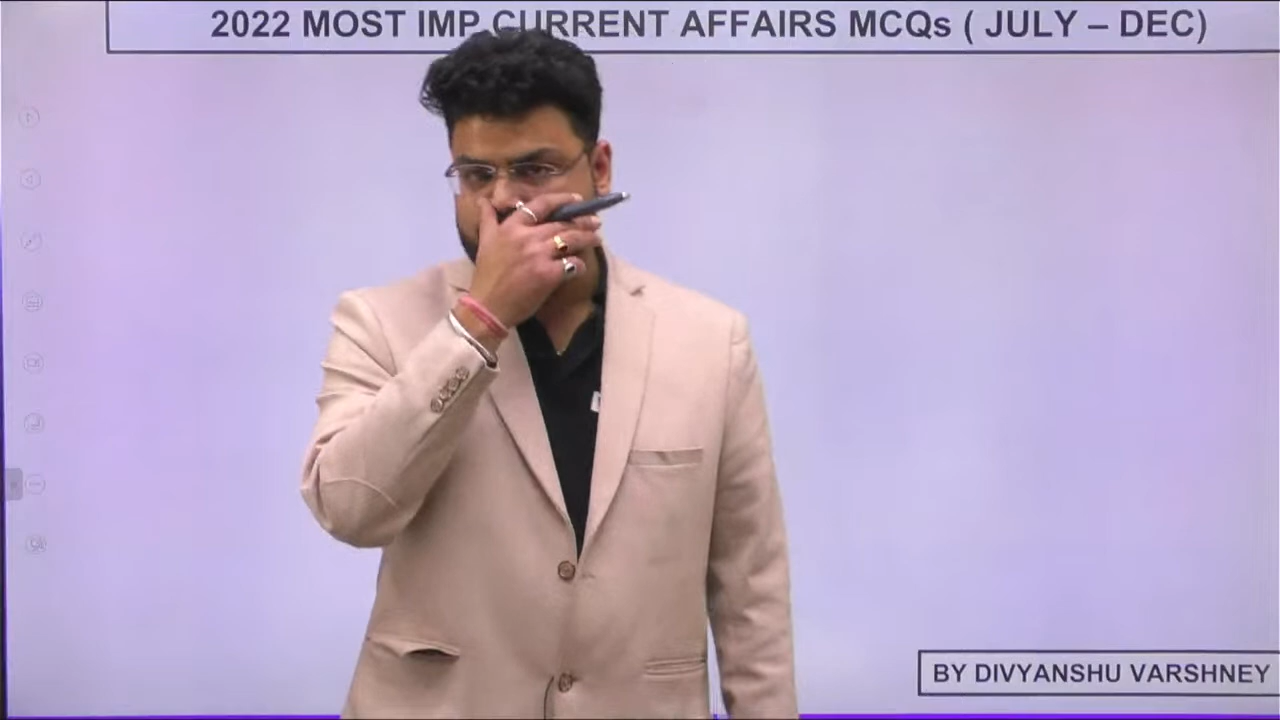 2022 MOST IMP CURRENT AFFAIRS MCQs ( JULY – DEC)
BY DIVYANSHU VARSHNEY